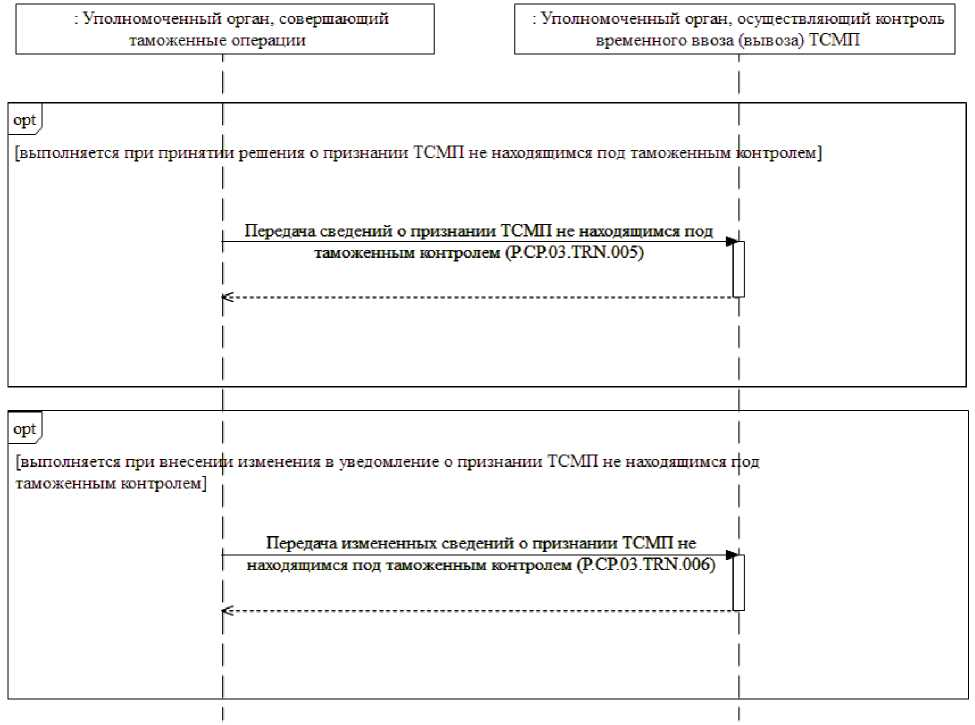 : Уполномоченный орган, совершающий
таможенные операции
: Уполномоченный орган, осуществляющий контроль
временного ввоза (вывоза) ТСМП
opt
[выполняется при принятии решения о признании ТСМП не находящимся под таможенным контролем]
Передача сведений о признании ТСМП не находящимся под
таможенным контролем (P.CP.03.TRN.005)
opt
[выполняется при внесении изменения в уведомление о признании ТСМП не находящимся под
таможенным контролем]
Передача измененных сведений о признании ТСМП не
находящимся под таможенным контролем (P.CP.03.TRN.006)